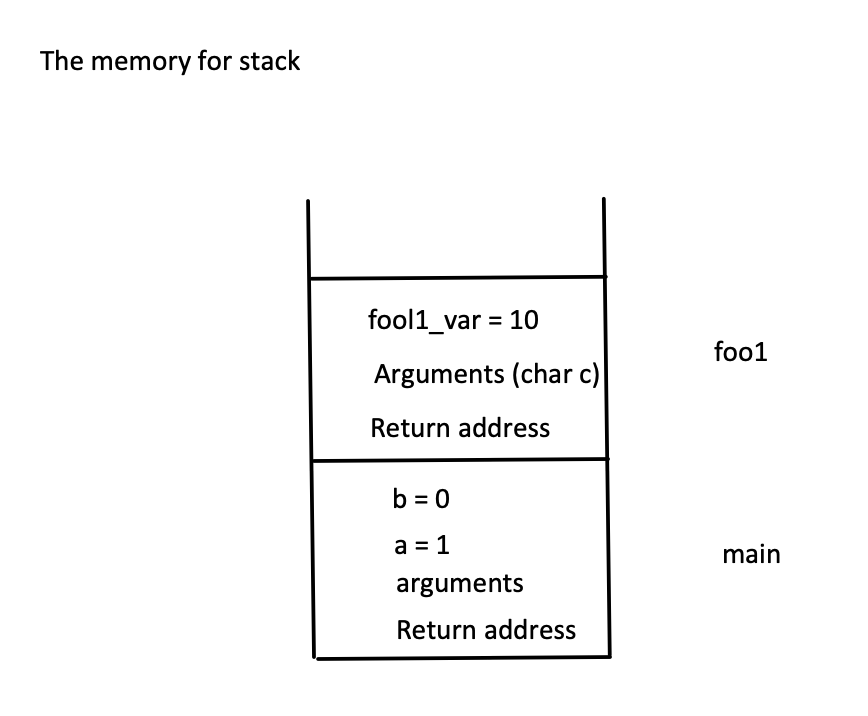 The memory for stack
fool1_var = 10
Arguments (char c)
Return address
foo1
b = 0
a = 1
arguments
Return address
main